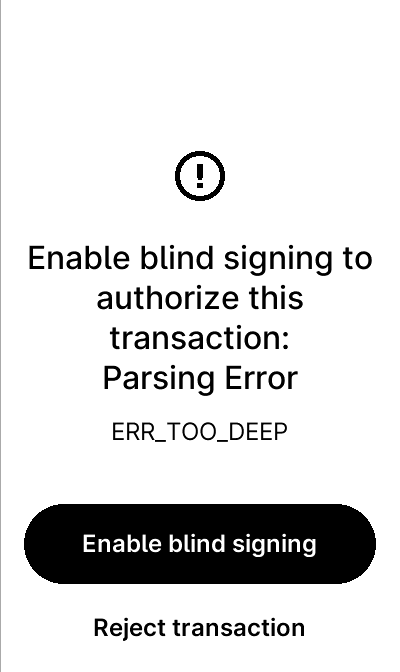 Enable blind signing to
authorize this
transaction:
Parsing Error
ERR_TOO_DEEP
Enable blind signing
Reject transaction